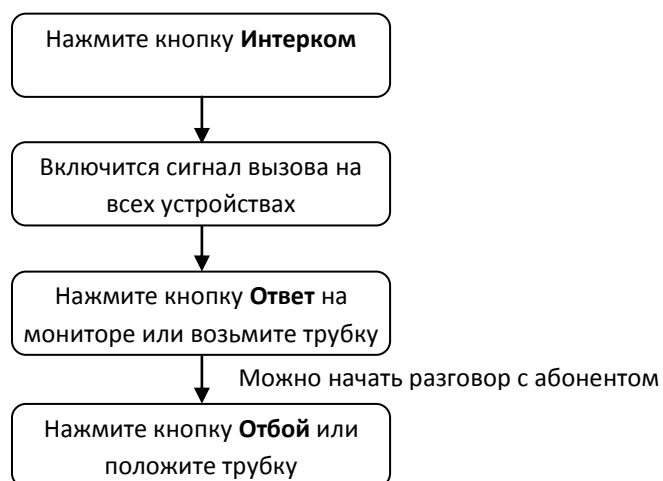 Нажмите кнопку Интерком
Включится сигнал вызова на
всех устройствах
Нажмите кнопку Ответ на
мониторе или возьмите трубку
Можно начать разговор с абонентом
Нажмите кнопку Отбой или
положите трубку